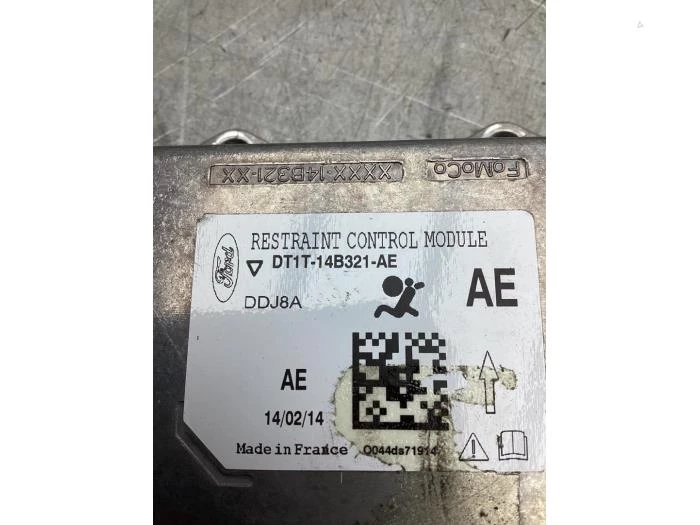 XXXX-14B321-XX
FoMoCo
Ford
RESTRAINT CONTROL MODULE
DT1T-14B321-AE
DDJ8A
AE
AE
14/02/14
Made in France